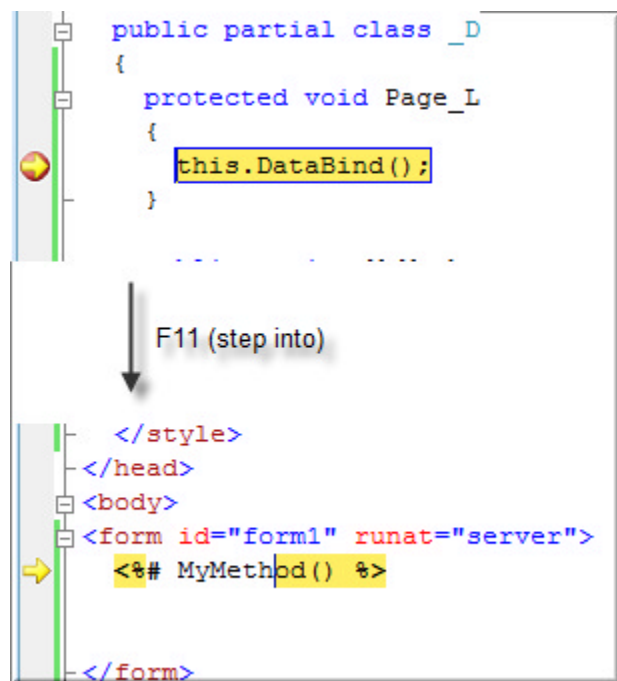 public partial class _D
{
protected void Page_L
{
this.DataBind();
}
F11 (step into)
</style>
</head>
<body>
<form id="form1" runat="server">
<%# MyMethod() %>
</form>